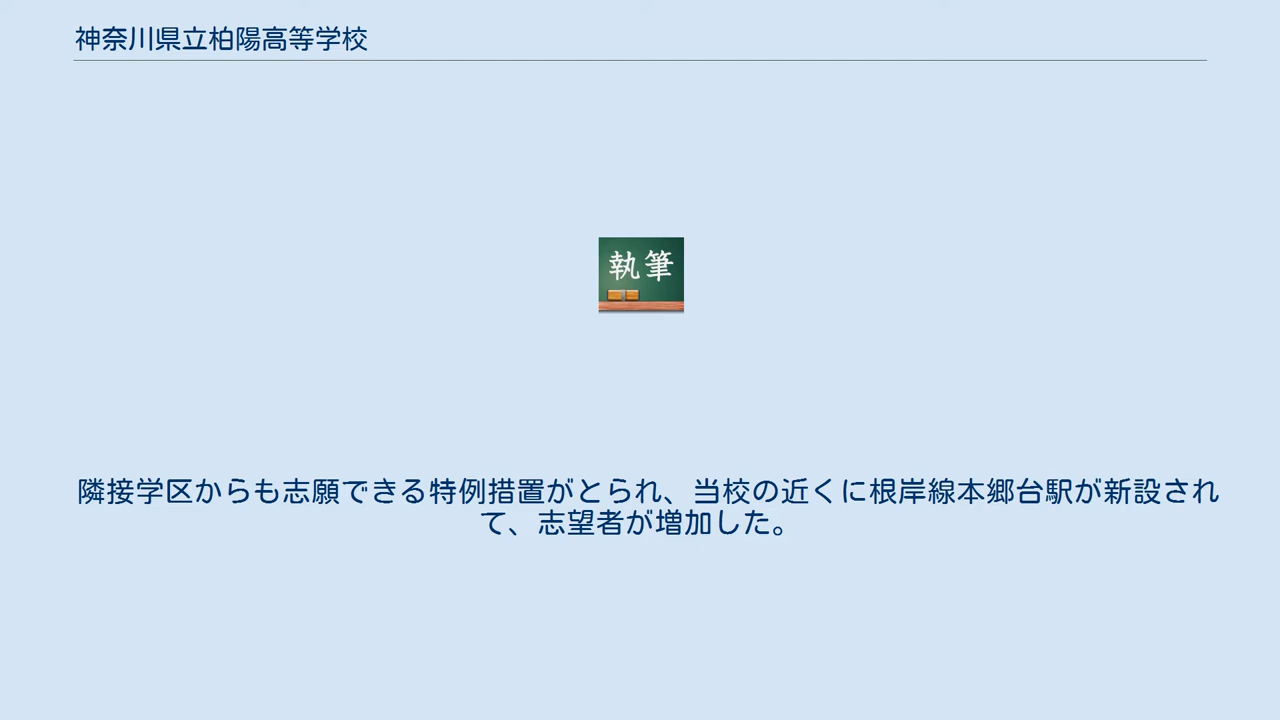 神奈川県立柏陽高等学校
執筆
隣接学区からも志願できる特例措置がとられ、当校の近くに根岸線本郷台駅が新設され
て、志望者が増加した。